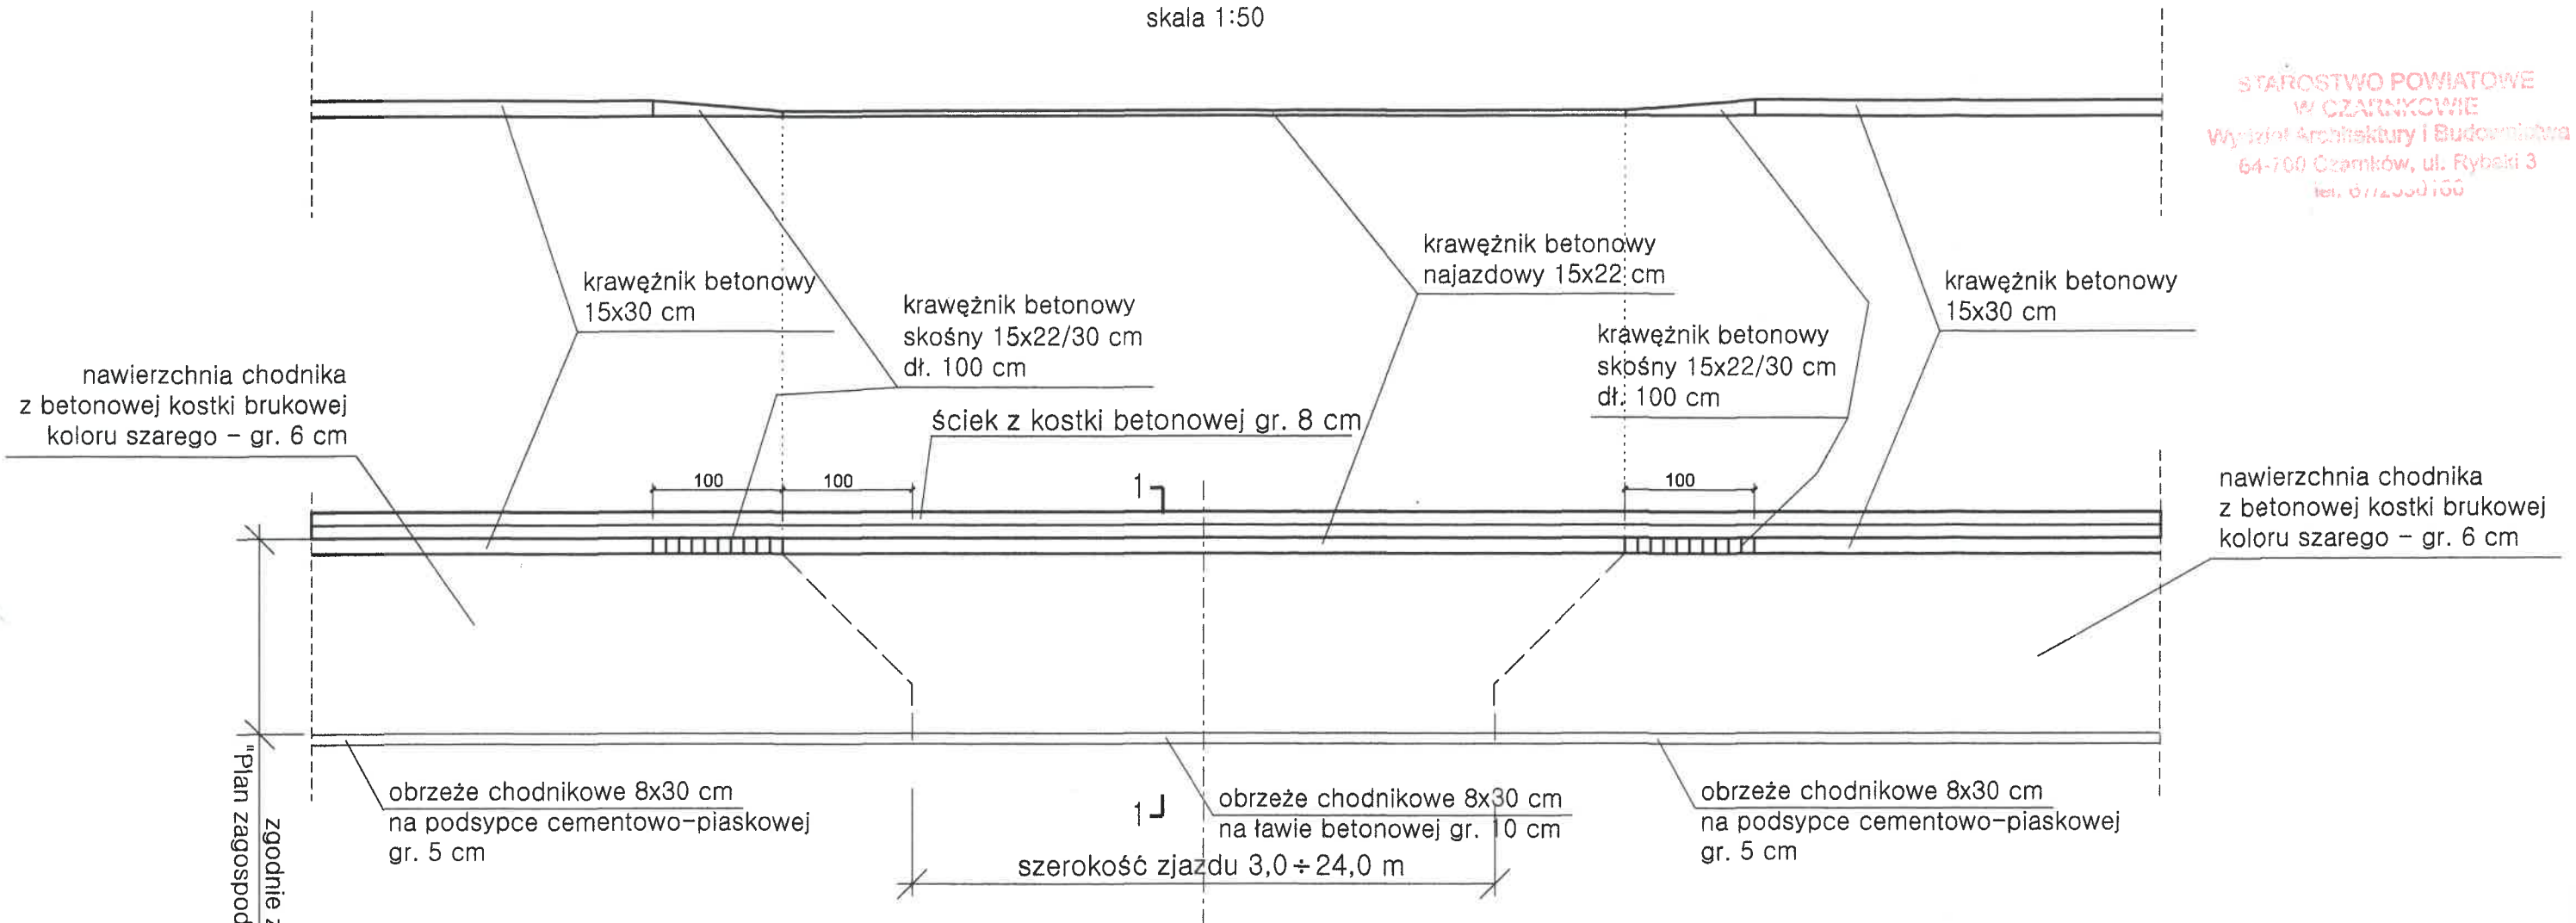 skala 1:50
STAROSTWO POWIATOWE
W CZARNKOWIE
Wydział Architektury i Budownictwa
64-700 Czarnków, ul. Rybaki 3
tel.
krawężnik betonowy
15x30 cm
krawężnik betonowy
skośny 15x22/30 cm
dł. 100 cm
krawężnik betonowy
najazdowy 15x22 cm
krawężnik betonowy
skośny 15x22/30 cm
dł. 100 cm
krawężnik betonowy
15x30 cm
nawierzchnia chodnika
z betonowej kostki brukowej
koloru szarego - gr. 6 cm
ściek z kostki betonowej gr. 8 cm
100
100
1
100
nawierzchnia chodnika
z betonowej kostki brukowej
koloru szarego - gr. 6 cm
zgodnie z
"Plan zagospod
obrzeże chodnikowe 8x30 cm
na podsypce cementowo-piaskowej
gr. 5 cm
1
obrzeże chodnikowe 8x30 cm
na ławie betonowej gr. 10 cm
obrzeże chodnikowe 8x30 cm
na podsypce cementowo-piaskowej
gr. 5 cm
szerokość zjazdu 3,0÷24,0 m